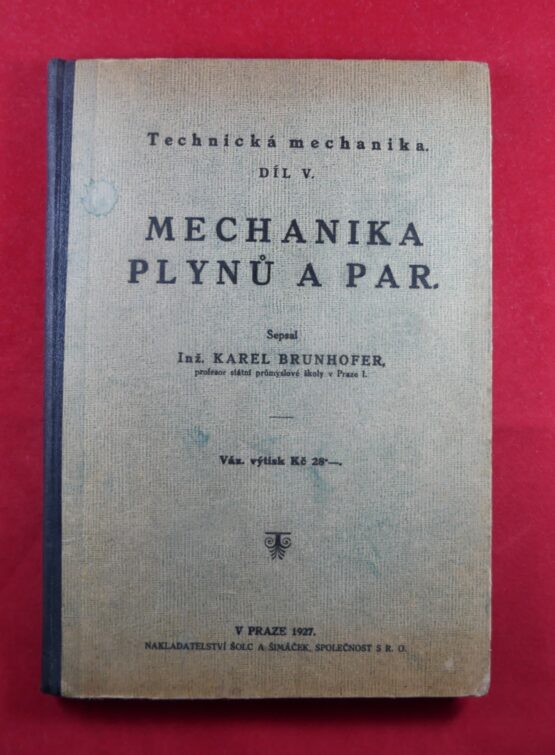 Technická mechanika.
DÍL V.
MECHANIKA
PLYNŮ A PAR.
Sepsal
Inž. KAREL BRUNHOFER,
profesor státní průmyslové školy v Praze I.
Váz. výtisk Kč 28·—.
V PRAZE 1927.
NAKLADATELSTVÍ ŠOLC A ŠIMÁČEK, SPOLEČNOST S R. O.